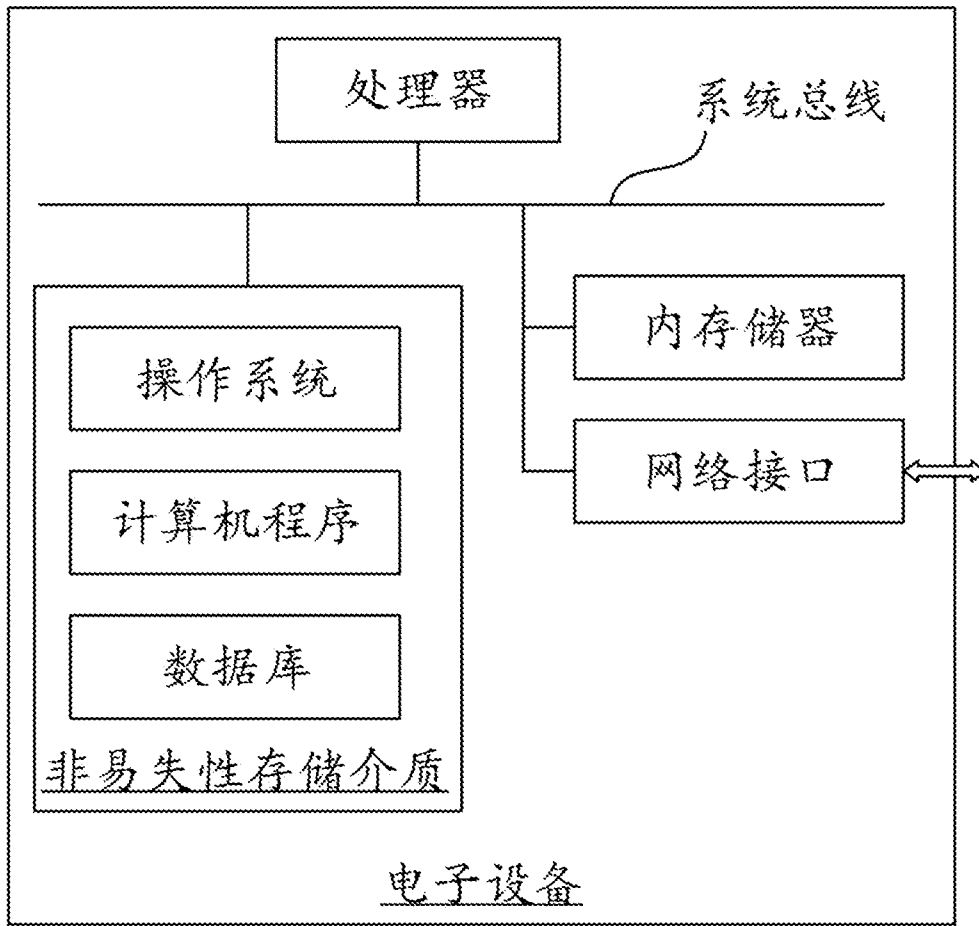 处理器
系统总线
内存储器
操作系统
网络接口
计算机程序
数据库
非易失性存储介质
电子设备